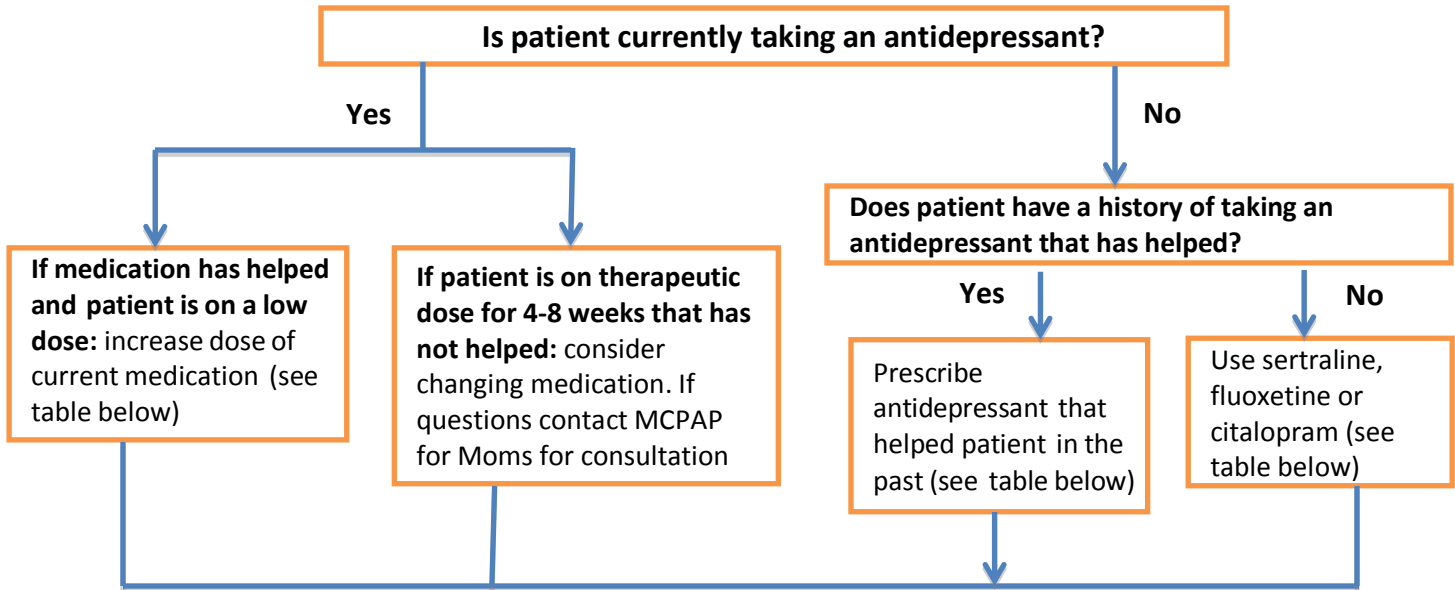 Is patient currently taking an antidepressant?
Yes
No
If medication has helped
and patient is on a low
dose: increase dose of
current medication (see
table below)
If patient is on therapeutic
dose for 4-8 weeks that has
not helped: consider
changing medication. If
questions contact MCPAP
for Moms for consultation
Does patient have a history of taking an
antidepressant that has helped?
Yes
No
Prescribe
antidepressant that
helped patient in the
past (see table below)
Use sertraline,
fluoxetine or
citalopram (see
table below)